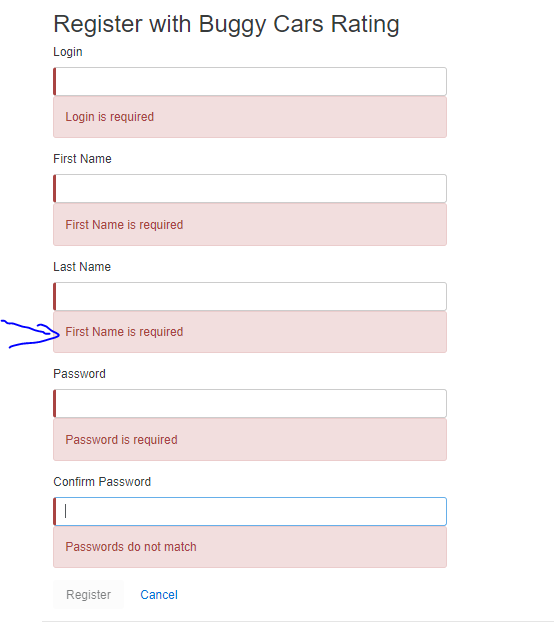 Register with Buggy Cars Rating
Login
Login is required
First Name
First Name is required
Last Name
First Name is required
Password
Password is required
Confirm Password
Passwords do not match
Register Cancel